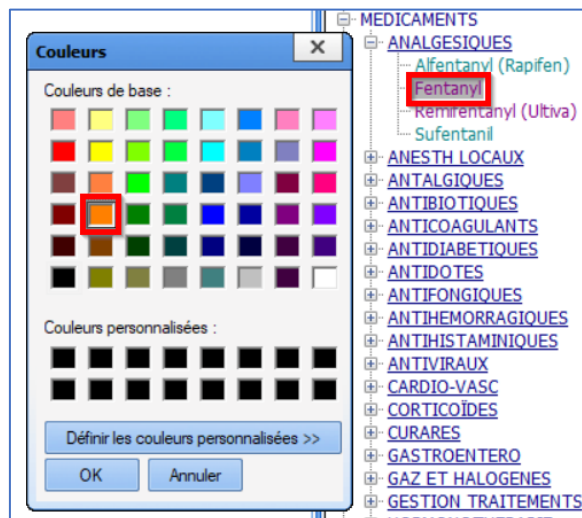 Couleurs
Couleurs de base :
Couleurs personnalisées :
Définir les couleurs personnalisées >>
OK
Annuler
MEDICAMENTS
ANALGESIQUES
Alfentanyl (Rapifen)
Fentanyl
Remifentanyl (Ultiva)
Sufentanil
ANESTH LOCAUX
ANTALGIQUES
ANTIBIOTIQUES
ANTICOAGULANTS
ANTIDIABETIQUES
ANTIDOTES
ANTIFONGIQUES
ANTIHEMORRAGIQUES
ANTIHISTAMINIQUES
ANTIVIRAUX
CARDIO-VASC
CORTICOÏDES
CURARES
GASTROENTERO
GAZ ET HALOGENES
GESTION TRAITEMENTS